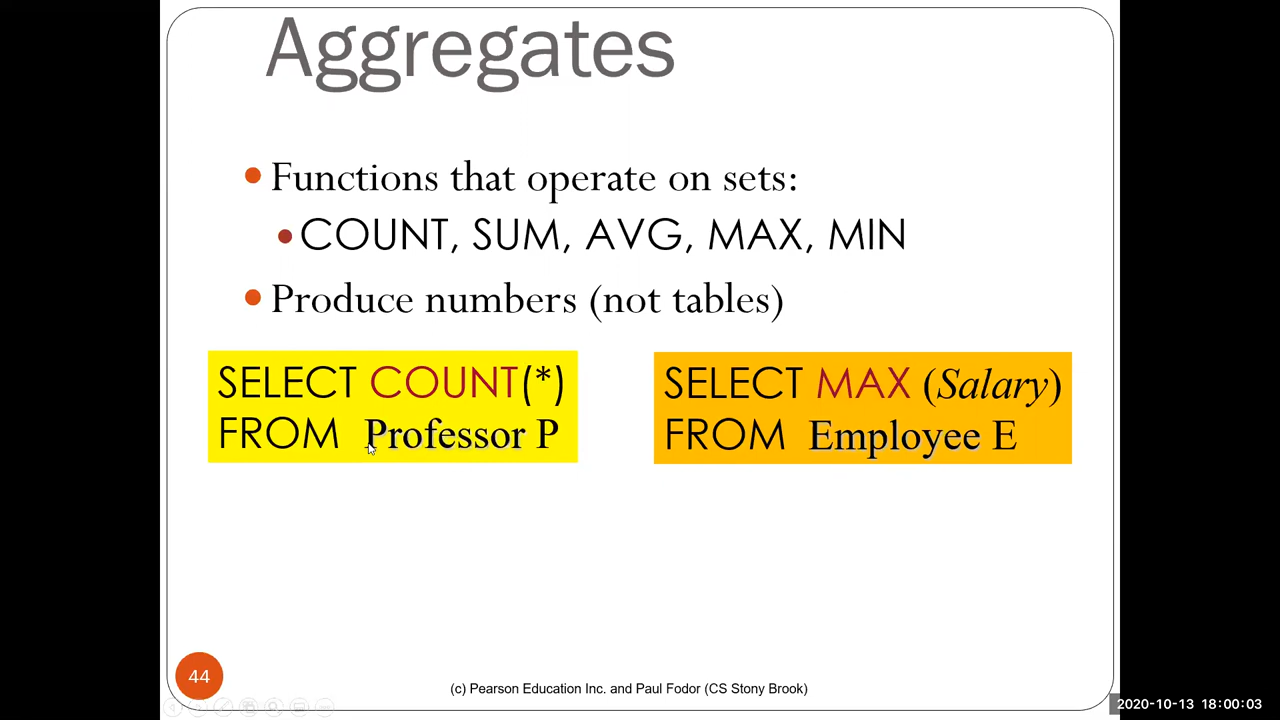 Aggregates
Functions that operate on sets:
COUNT, SUM, AVG, MAX, MIN
Produce numbers (not tables)
SELECT COUNT(*)
FROM Professor P
SELECT MAX (Salary)
FROM Employee E
44
(c) Pearson Education Inc. and Paul Fodor (CS Stony Brook)
2020-10-13 18:00:03